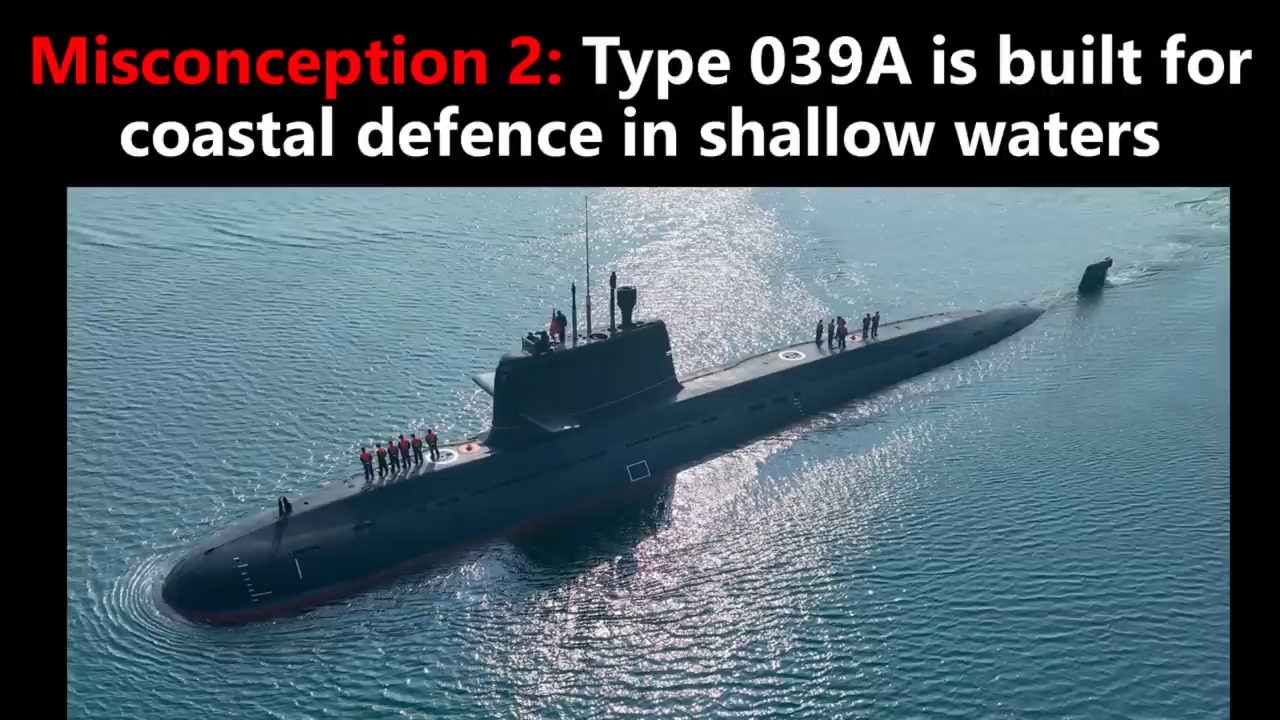 Misconception 2: Type 039A is built for
coastal defence in shallow waters